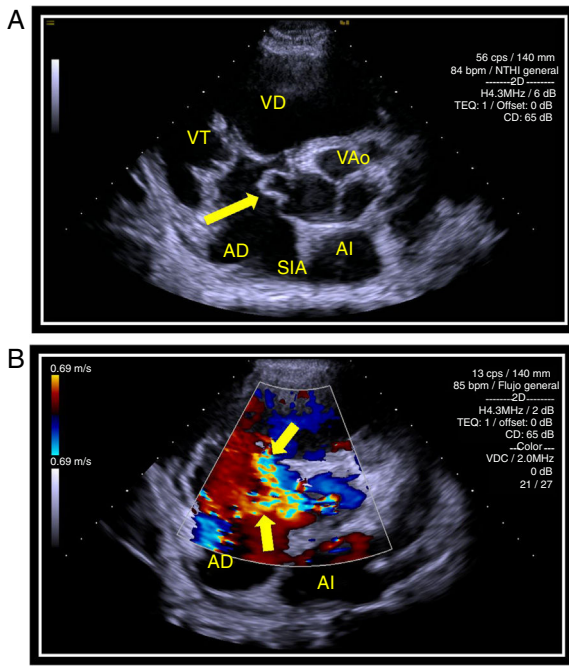 A
56 cps / 140 mm
84 bpm / NTHI general
-------2D--------
H4.3MHz / 6 dB
TEQ: 1 / Offset: 0 dB
CD: 65 dB
VD
VT
VAo
AD
AI
SIA
B
0.69 m/s
0.69 m/s
13 cps / 140 mm
85 bpm / Flujo general
-------2D--------
H4.3MHz / 2 dB
TEQ: 1 / offset: 0 dB
CD: 65 dB
---Color----
VDC / 2.0MHz
0 dB
21 / 27
AD
AI